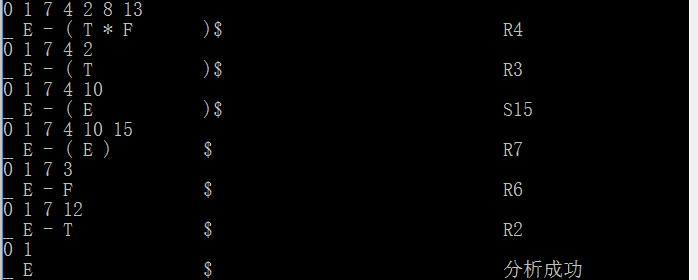 0 1 7 4 2 8 13
_ E - ( T * F )$ R4
0 1 7 4 2
_ E - ( T )$ R3
0 1 7 4 10
_ E - ( E )$ S15
0 1 7 4 10 15
_ E - ( E ) $ R7
0 1 7 3
_ E - F $ R6
0 1 7 12
_ E - T $ R2
0 1
_ E $ 分析成功